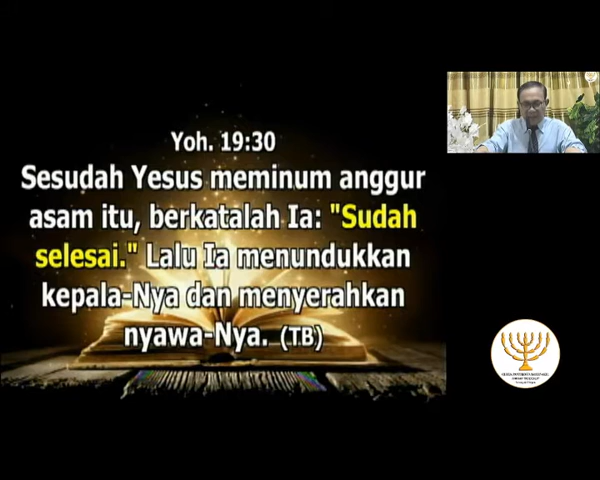 Yoh. 19:30
Sesudah Yesus meminum anggur
asam itu, berkatalah Ia: "Sudah
selesai." Lalu Ia menundukkan
kepala-Nya dan menyerahkan
nyawa-Nya. (TB)